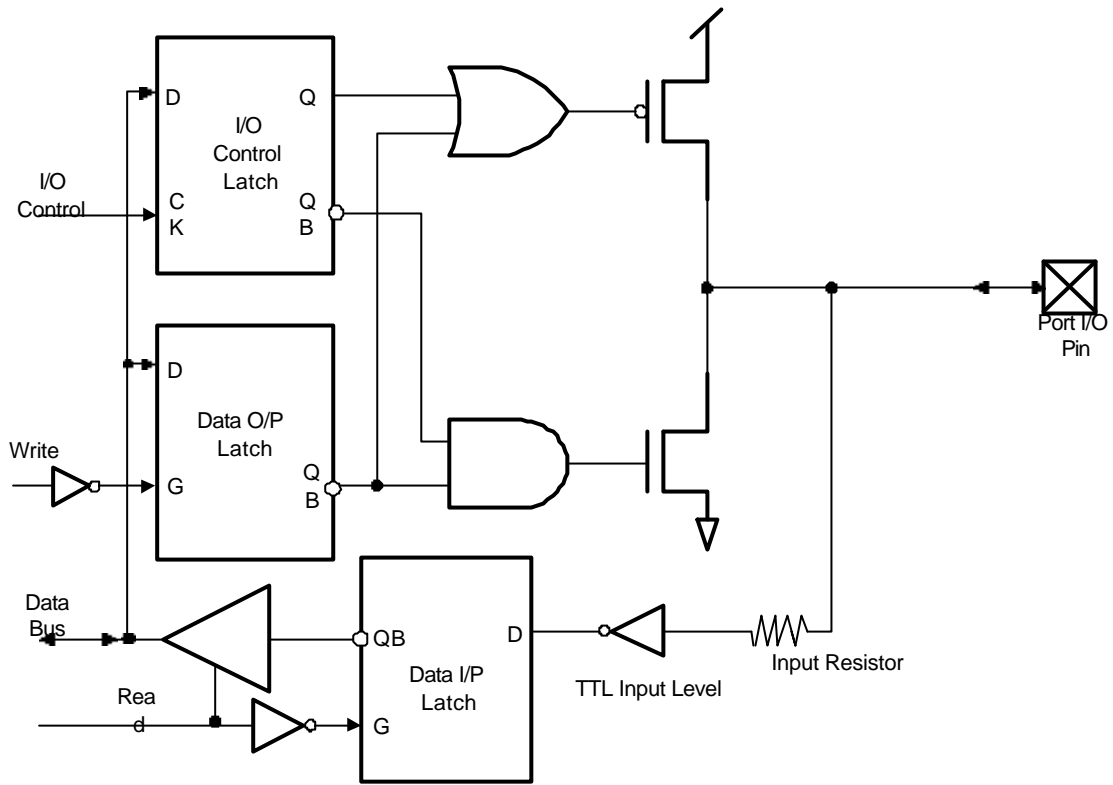 D
Q
I/O
Control
Latch
I/O
Control
C
K
Q
B
Port I/O
Pin
D
Data O/P
Latch
Write
G
Q
B
Data
Bus
QB
D
Data I/P
Latch
TTL Input Level
Input Resistor
Rea
d
G